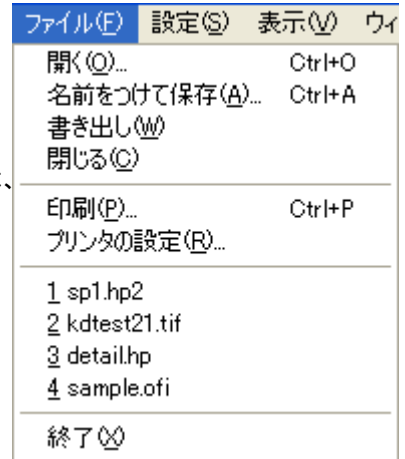 ファイル(F) 設定(S) 表示(V) ウィ
開く(O)... Ctrl+O
名前をつけて保存(A)... Ctrl+A
書き出し(W)
閉じる(C)
、
印刷(P)... Ctrl+P
プリンタの設定(R)...
1 sp1.hp2
2 kdtest21.tif
3 detail.hp
4 sample.ofi
終了(X)